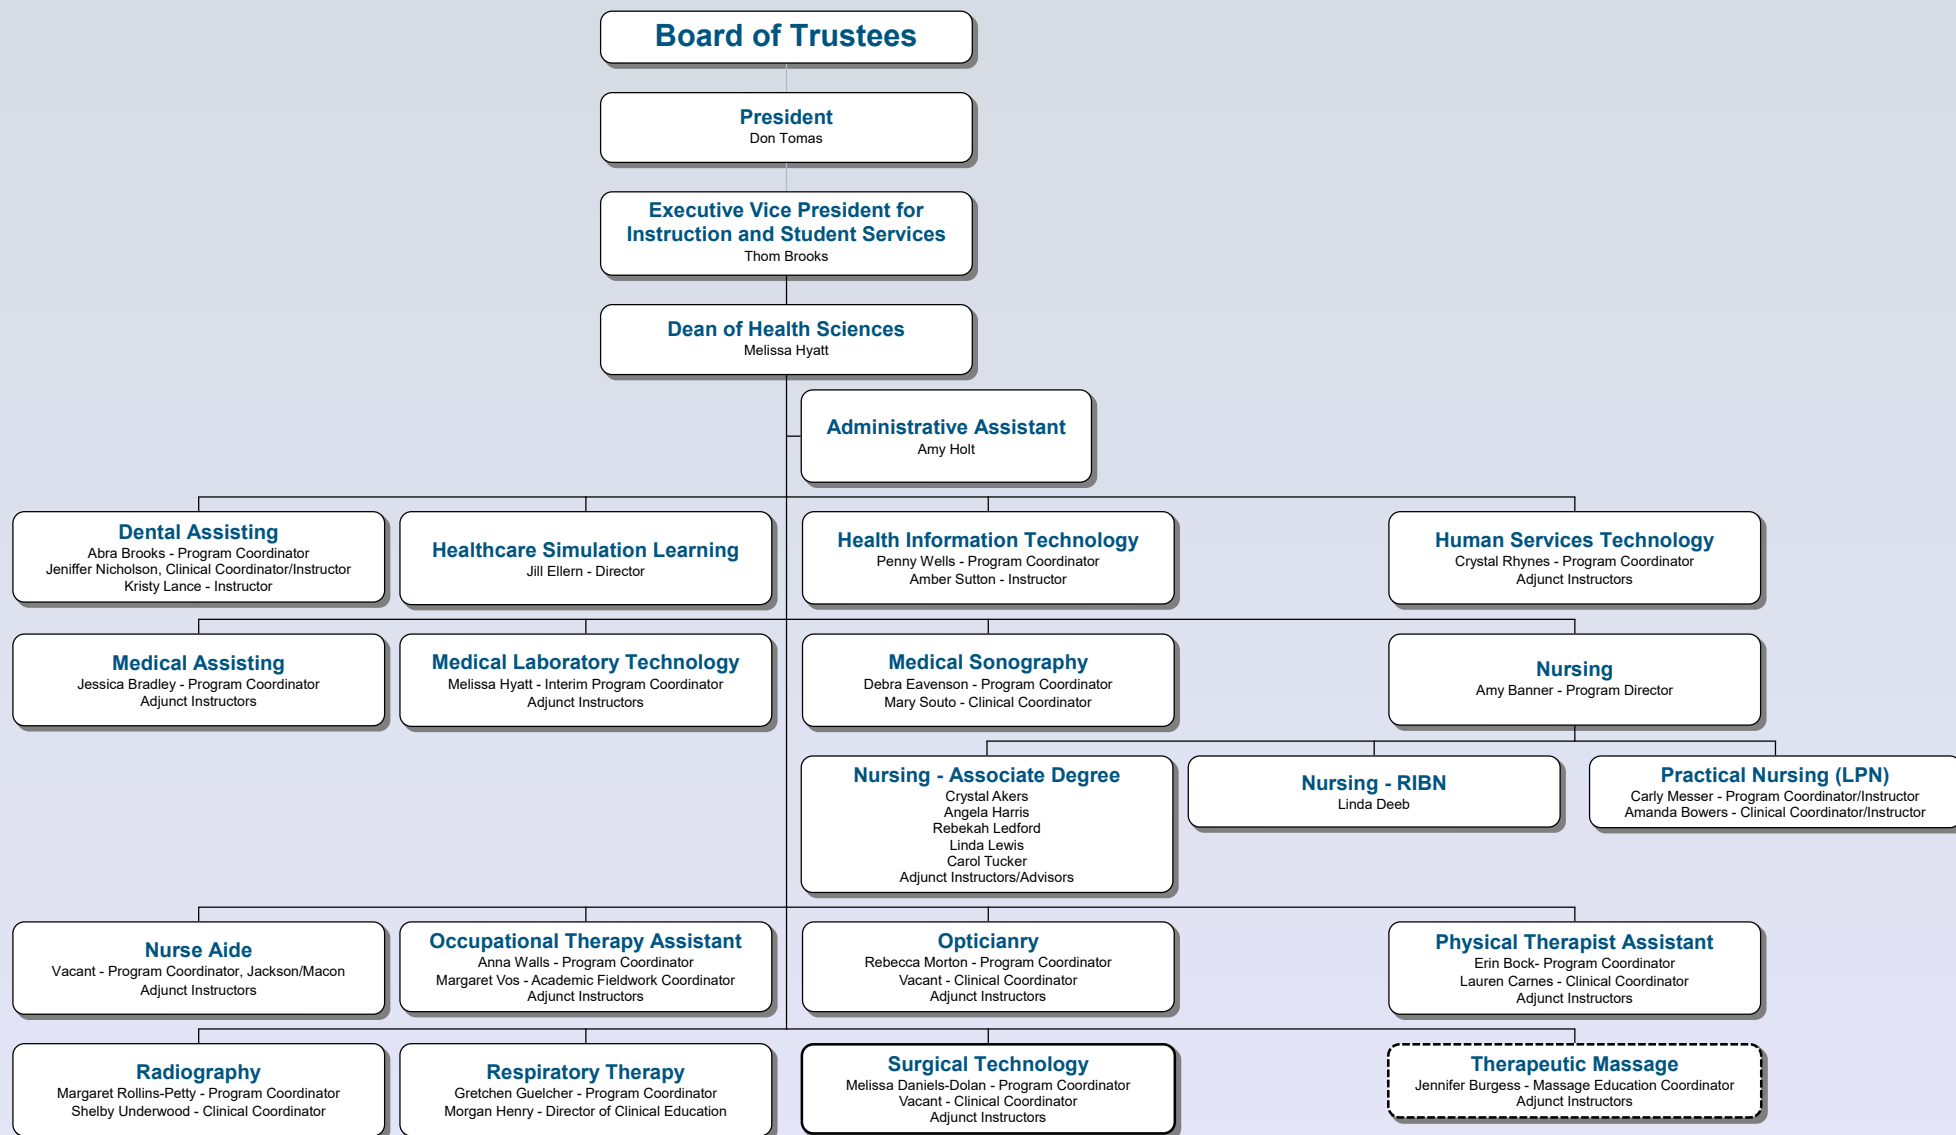 Board of Trustees
President
Don Tomas
Executive Vice President for
Instruction and Student Services
Thom Brooks
Dean of Health Sciences
Melissa Hyatt
Administrative Assistant
Amy Holt
Dental Assisting
Abra Brooks - Program Coordinator
Jeniffer Nicholson, Clinical Coordinator/Instructor
Kristy Lance - Instructor
Healthcare Simulation Learning
Jill Ellern - Director
Health Information Technology
Penny Wells - Program Coordinator
Amber Sutton - Instructor
Human Services Technology
Crystal Rhynes - Program Coordinator
Adjunct Instructors
Medical Assisting
Jessica Bradley - Program Coordinator
Adjunct Instructors
Medical Laboratory Technology
Melissa Hyatt - Interim Program Coordinator
Adjunct Instructors
Medical Sonography
Debra Eavenson - Program Coordinator
Mary Souto - Clinical Coordinator
Nursing
Amy Banner - Program Director
Nursing - Associate Degree
Crystal Akers
Angela Harris
Rebekah Ledford
Linda Lewis
Carol Tucker
Adjunct Instructors/Advisors
Nursing - RIBN
Linda Deeb
Practical Nursing (LPN)
Carly Messer - Program Coordinator/Instructor
Amanda Bowers - Clinical Coordinator/Instructor
Nurse Aide
Vacant - Program Coordinator, Jackson/Macon
Adjunct Instructors
Occupational Therapy Assistant
Anna Walls - Program Coordinator
Margaret Vos - Academic Fieldwork Coordinator
Adjunct Instructors
Opticianry
Rebecca Morton - Program Coordinator
Vacant - Clinical Coordinator
Adjunct Instructors
Physical Therapist Assistant
Erin Bock- Program Coordinator
Lauren Carnes - Clinical Coordinator
Adjunct Instructors
Radiography
Margaret Rollins-Petty - Program Coordinator
Shelby Underwood - Clinical Coordinator
Respiratory Therapy
Gretchen Guelcher - Program Coordinator
Morgan Henry - Director of Clinical Education
Surgical Technology
Melissa Daniels-Dolan - Program Coordinator
Vacant - Clinical Coordinator
Adjunct Instructors
Therapeutic Massage
Jennifer Burgess - Massage Education Coordinator
Adjunct Instructors